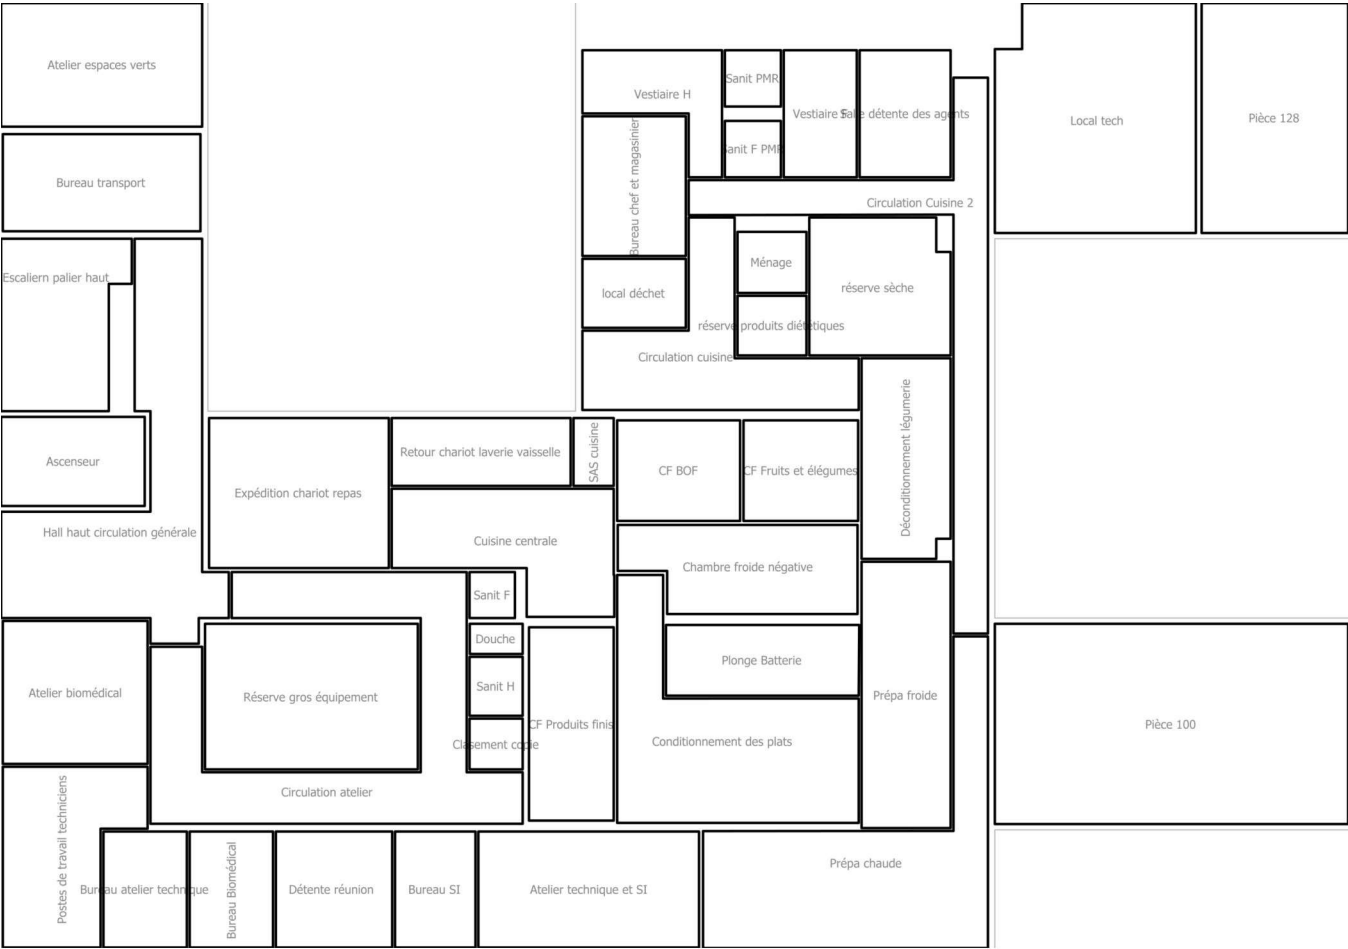 Atelier espaces verts
Vestiaire H
Sanit PMR
Vestiaire F
Salle détente des agents
Local tech
Pièce 128
Sanit F PMR
Bureau chef et magasinier
Bureau transport
Circulation Cuisine 2
Escaliern palier haut
Ménage
local déchet
réserve sèche
réserve produits diététiques
Circulation cuisine
Ascenseur
Retour chariot laverie vaisselle
SAS cuisine
CF BOF
CF Fruits et élégumes
Déconditionnement légumerie
Expédition chariot repas
Hall haut circulation générale
Cuisine centrale
Chambre froide négative
Sanit F
Douche
Plonge Batterie
Atelier biomédical
Réserve gros équipement
Sanit H
Prépa froide
CF Produits finis
Pièce 100
Clasement copie
Conditionnement des plats
Circulation atelier
Postes de travail techniciens
Bureau atelier technique
Bureau Biomédical
Détente réunion
Bureau SI
Atelier technique et SI
Prépa chaude